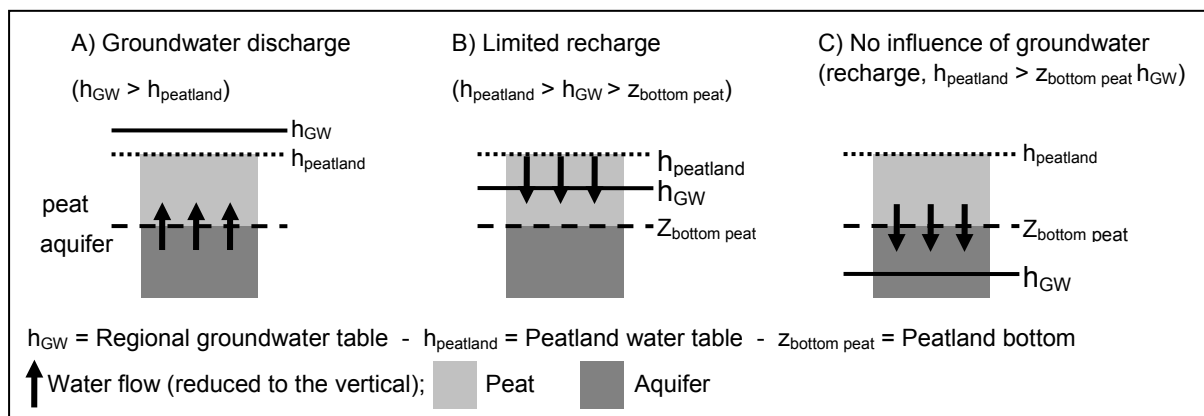 A) Groundwater discharge
(hGW > hpeatland)
hGW
hpeatland
peat
aquifer
B) Limited recharge
(hpeatland > hGW > zbottom peat)
hpeatland
hGW
zbottom peat
C) No influence of groundwater
(recharge, hpeatland > zbottom peat hGW)
hpeatland
zbottom peat
hGW
hGW = Regional groundwater table - hpeatland = Peatland water table - zbottom peat = Peatland bottom
Water flow (reduced to the vertical); Peat Aquifer